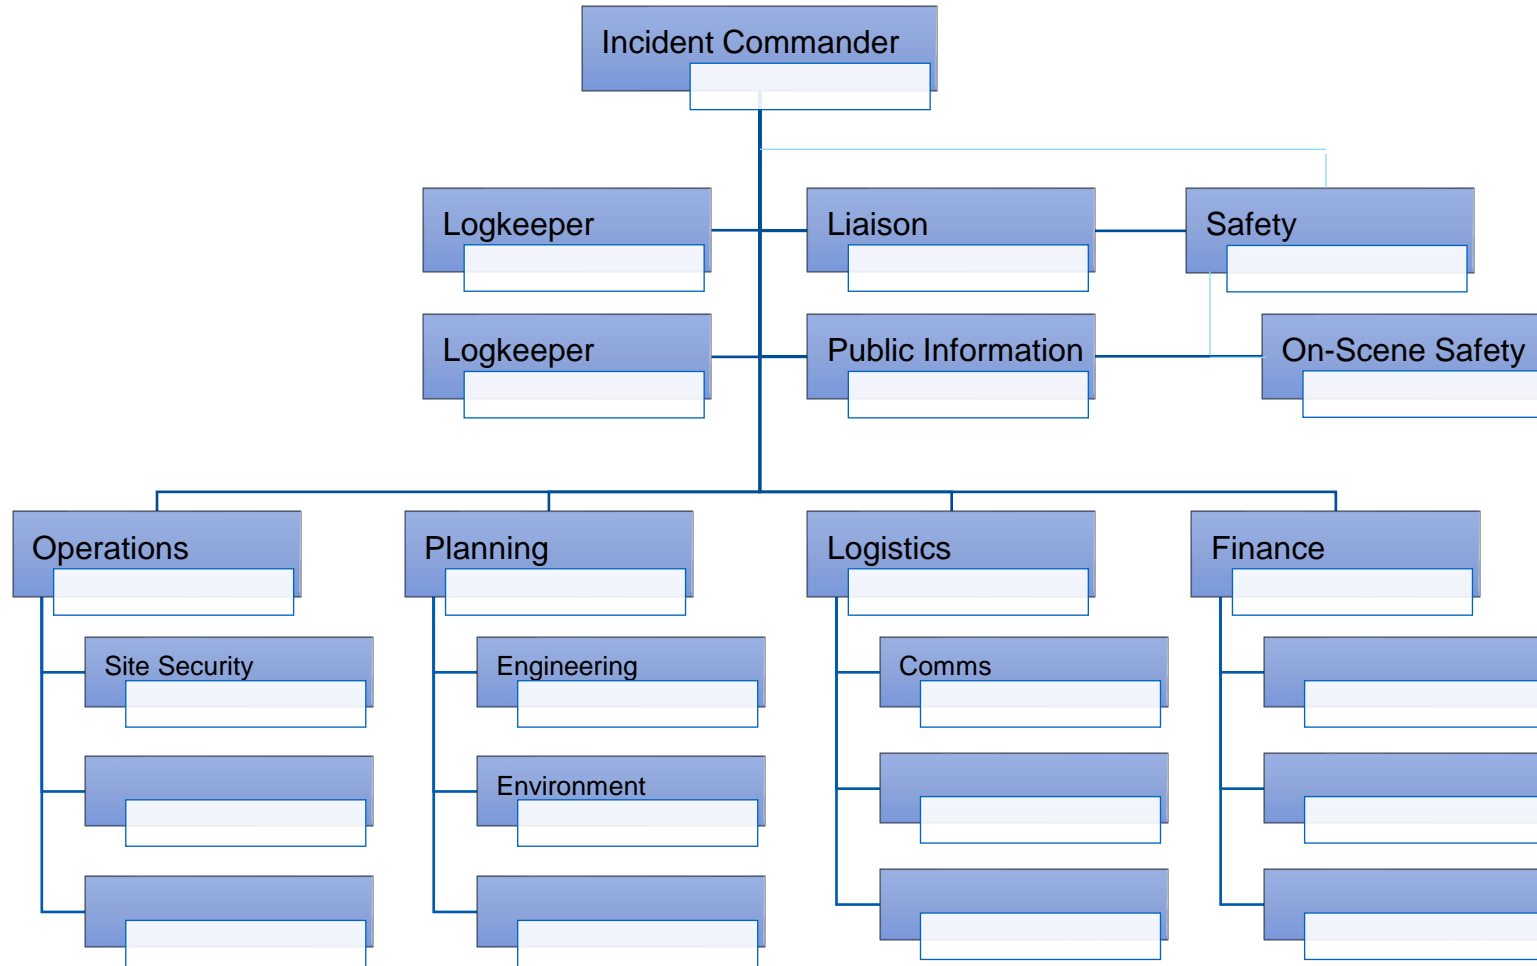 Incident Commander
Logkeeper
Liaison
Safety
Logkeeper
Public Information
On-Scene Safety
Operations
Planning
Logistics
Finance
Site Security
Engineering
Comms
Environment